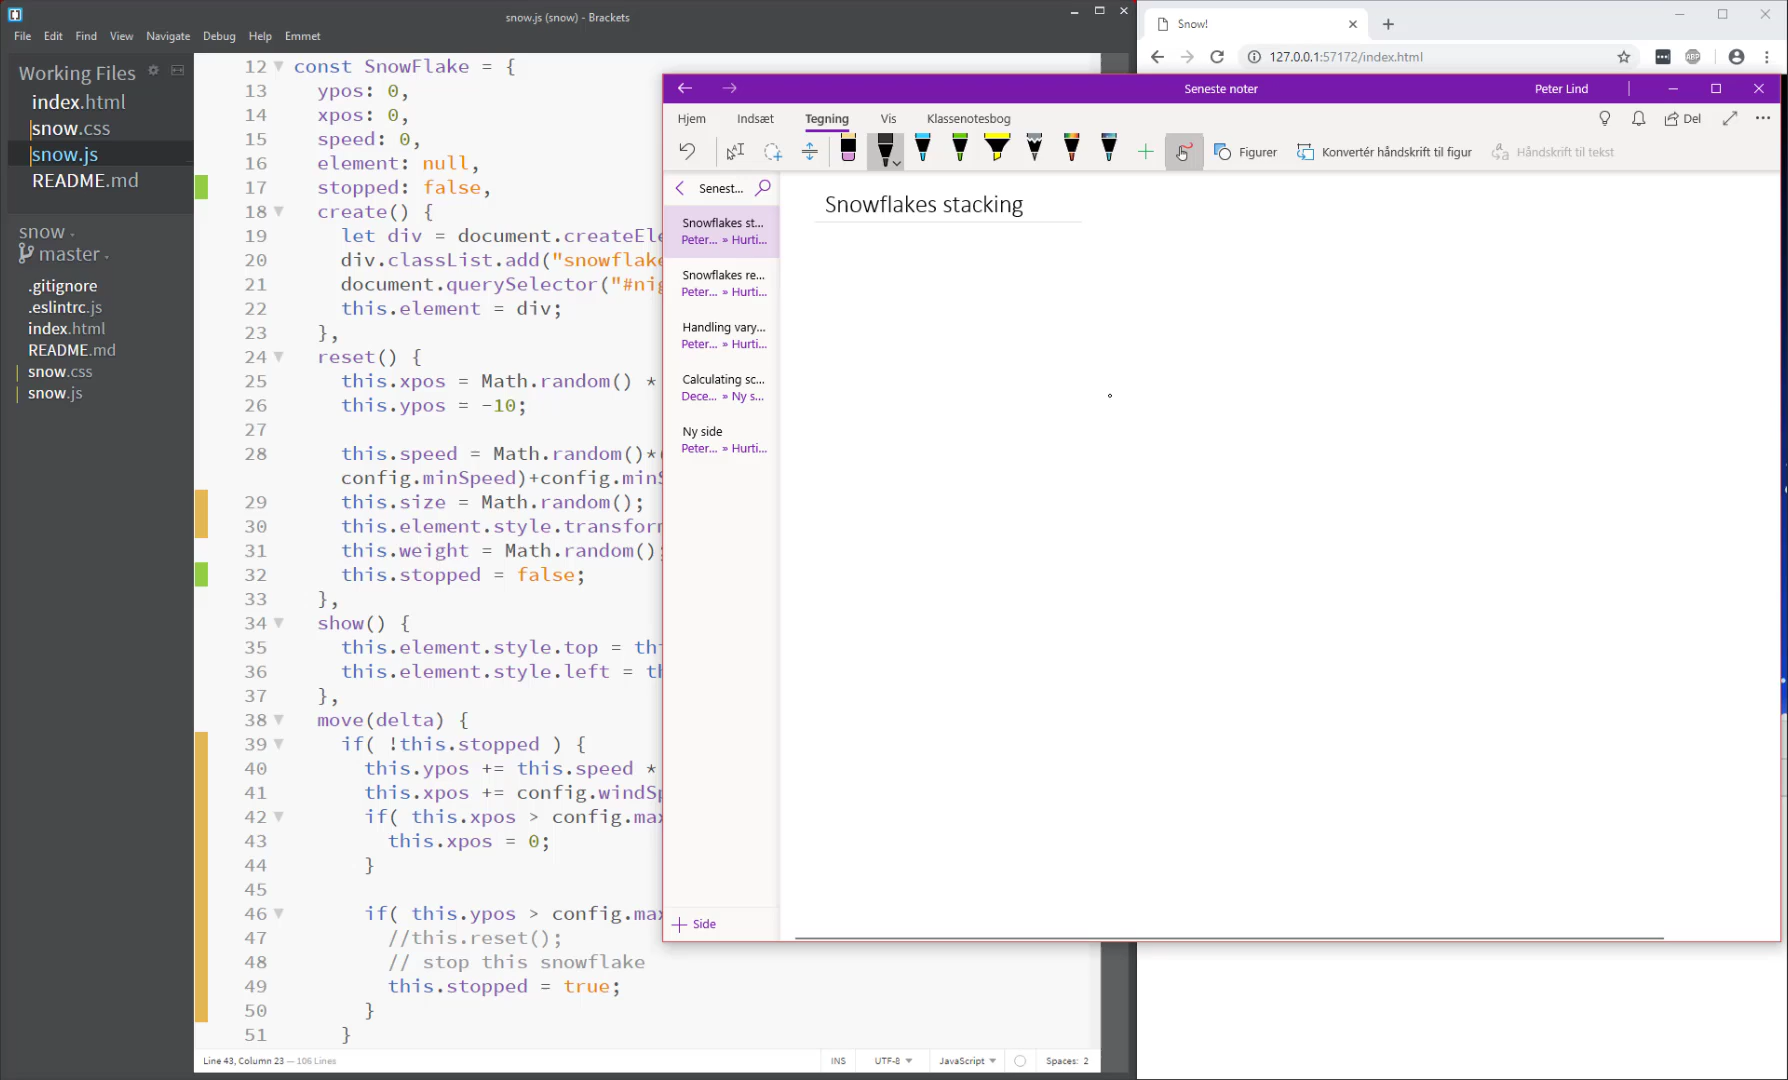 snow.js (snow) - Brackets
File Edit Find View Navigate Debug Help Emmet
Working Files
index.html
snow.css
snow.js
README.md
snow
master
.gitignore
.eslintrc.js
index.html
README.md
snow.css
snow.js
12 const SnowFlake = {
13 ypos: 0,
14 xpos: 0,
15 speed: 0,
16 element: null,
17 stopped: false,
18 create() {
19 let div = document.createEl
20 div.classList.add("snowflake
21 document.querySelector("#nig
22 this.element = div;
23 },
24 reset() {
25 this.xpos = Math.random() *
26 this.ypos = -10;
27
28 this.speed = Math.random()*(
config.minSpeed)+config.minS
29 this.size = Math.random();
30 this.element.style.transfor
31 this.weight = Math.random();
32 this.stopped = false;
33 },
34 show() {
35 this.element.style.top = th
36 this.element.style.left = t
37 },
38 move(delta) {
39 if( !this.stopped ) {
40 this.ypos += this.speed *
41 this.xpos += config.windSp
42 if( this.xpos > config.max
43 this.xpos = 0;
44 }
45
46 if( this.ypos > config.max
47 //this.reset();
48 // stop this snowflake
49 this.stopped = true;
50 }
51 }
Line 43, Column 23 — 106 Lines
INS UTF-8 JavaScript Spaces: 2
Snow!
127.0.0.1:57172/index.html
ABP
Seneste noter
Peter Lind
Hjem Indsæt Tegning Vis Klassenotesbog
Del
Figurer Konvertér håndskrift til figur Håndskrift til tekst
Senest...
Snowflakes st...
Peter... » Hurti...
Snowflakes re...
Peter... » Hurti...
Handling vary...
Peter... » Hurti...
Calculating sc...
Dece... » Ny s...
Ny side
Peter... » Hurti...
Side
Snowflakes stacking